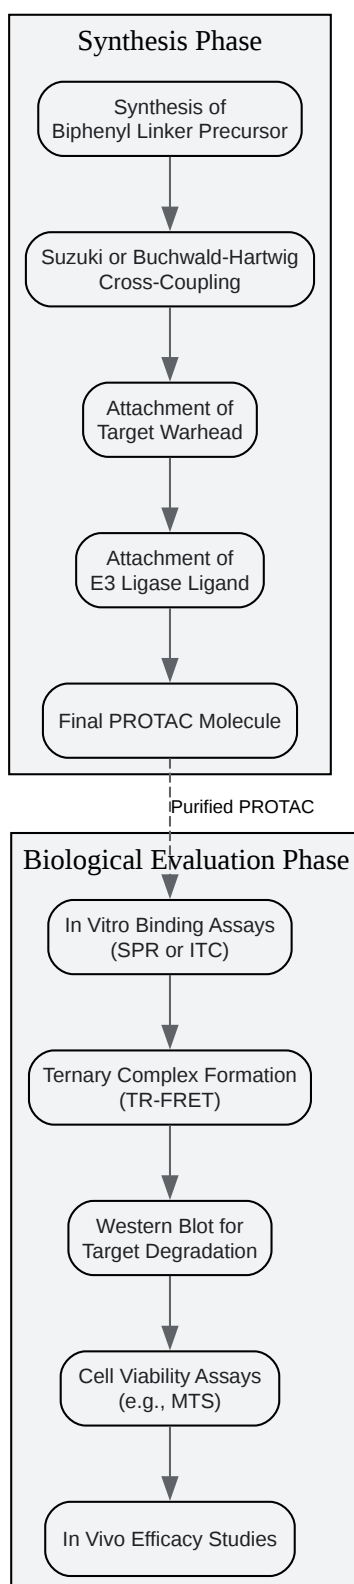 Synthesis Phase
Synthesis of
Biphenyl Linker Precursor
Suzuki or Buchwald-Hartwig
Cross-Coupling
Attachment of
Target Warhead
Attachment of
E3 Ligase Ligand
Final PROTAC Molecule
Purified PROTAC
Biological Evaluation Phase
In Vitro Binding Assays
(SPR or ITC)
Ternary Complex Formation
(TR-FRET)
Western Blot for
Target Degradation
Cell Viability Assays
(e.g., MTS)
In Vivo Efficacy Studies